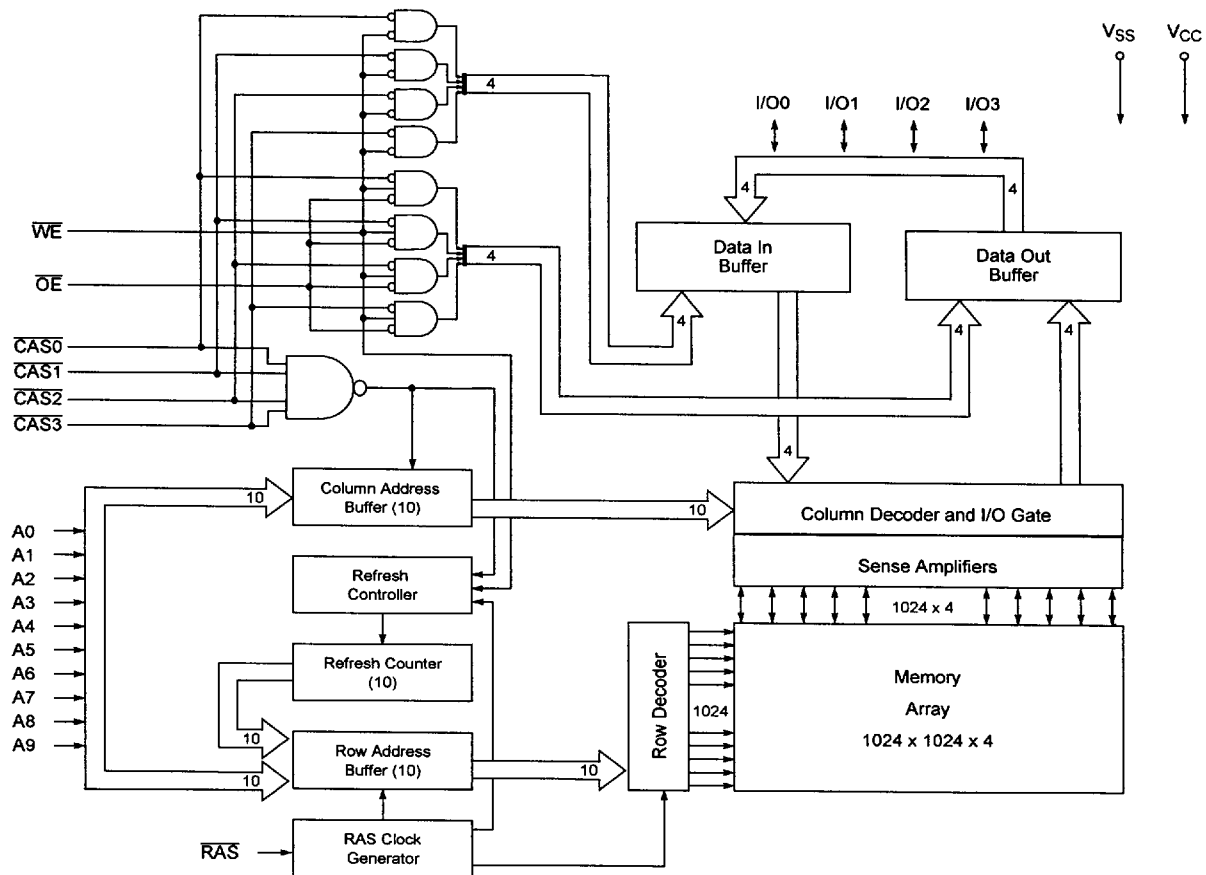 VSS
VCC
4
I/O0
I/O1
I/O2
I/O3
4
4
WE
Data In
Buffer
Data Out
Buffer
4
OE
4
4
CAS0
CAS1
CAS2
CAS3
4
10
Column Address
Buffer (10)
10
Column Decoder and I/O Gate
A0
A1
A2
A3
A4
A5
A6
A7
A8
A9
Refresh
Controller
Sense Amplifiers
1024 x 4
Refresh Counter
(10)
Row Decoder
1024
Memory
Array
1024 x 1024 x 4
10
Row Address
Buffer (10)
10
10
RAS
RAS Clock
Generator